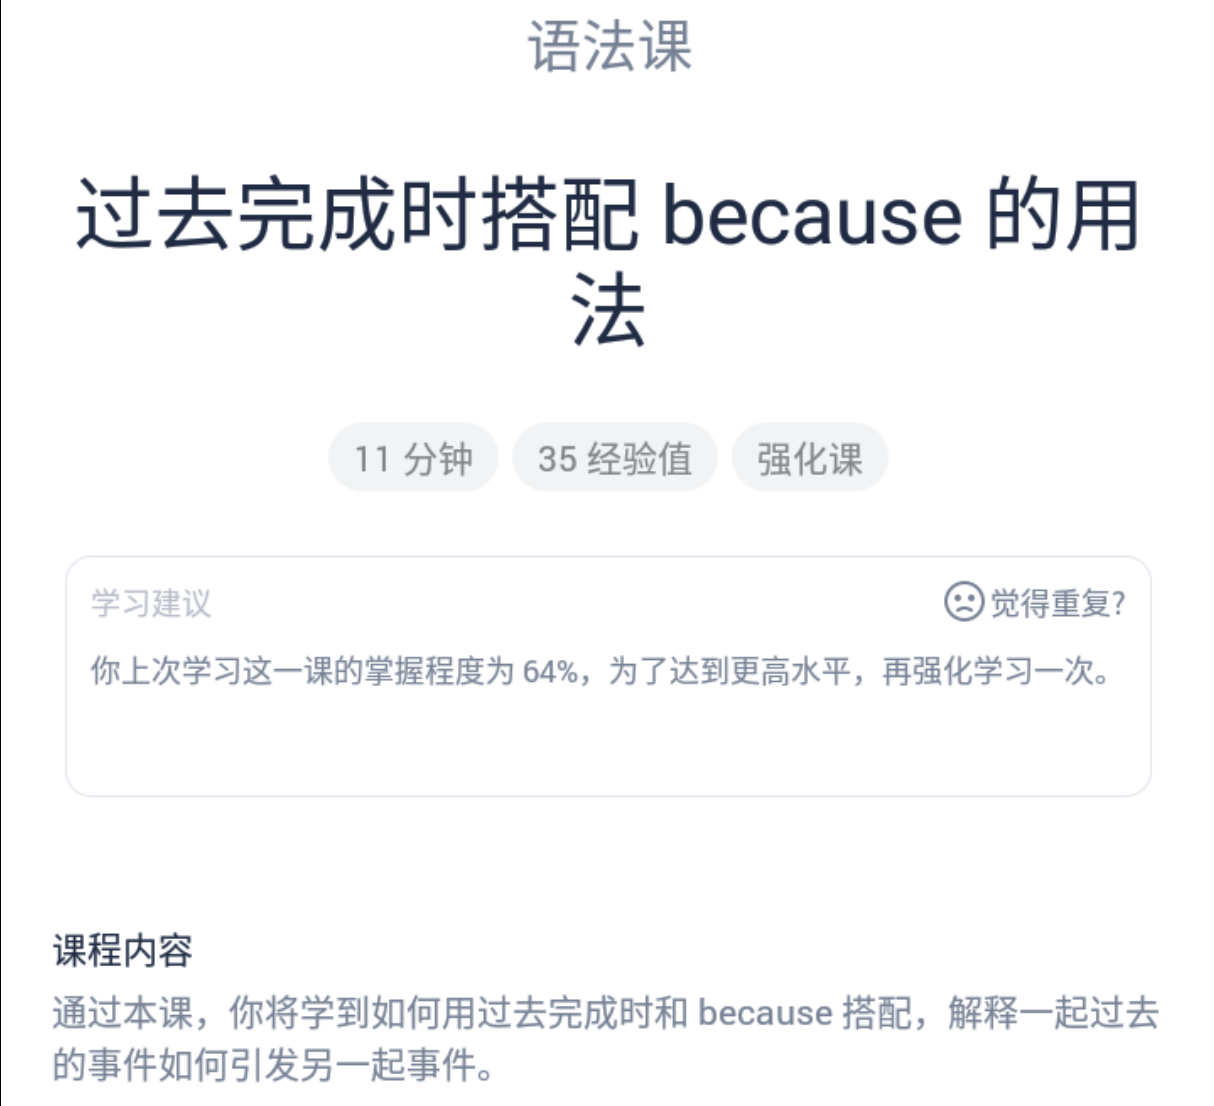 语法课
过去完成时搭配 because 的用
法
11 分钟 35 经验值 强化课
学习建议 觉得重复?
你上次学习这一课的掌握程度为 64%，为了达到更高水平，再强化学习一次。
课程内容
通过本课，你将学到如何用过去完成时和 because 搭配，解释一起过去
的事件如何引发另一起事件。